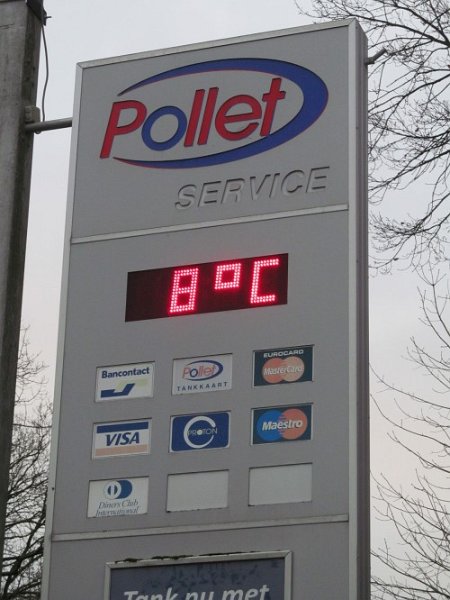 Pollet
SERVICE
8°C
Bancontact
Pollet
TANKKAART
EUROCARD
MasterCard
VISA
PROTON
Maestro
Diners Club
International
Tank nu met